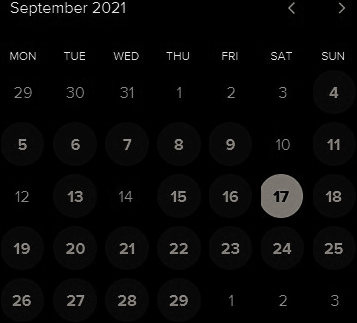 September 2021
MON TUE WED THU FRI SAT SUN
29 30 31 1 2 3 4
5 6 7 8 9 10 11
12 13 14 15 16 17 18
19 20 21 22 23 24 25
26 27 28 29 1 2 3